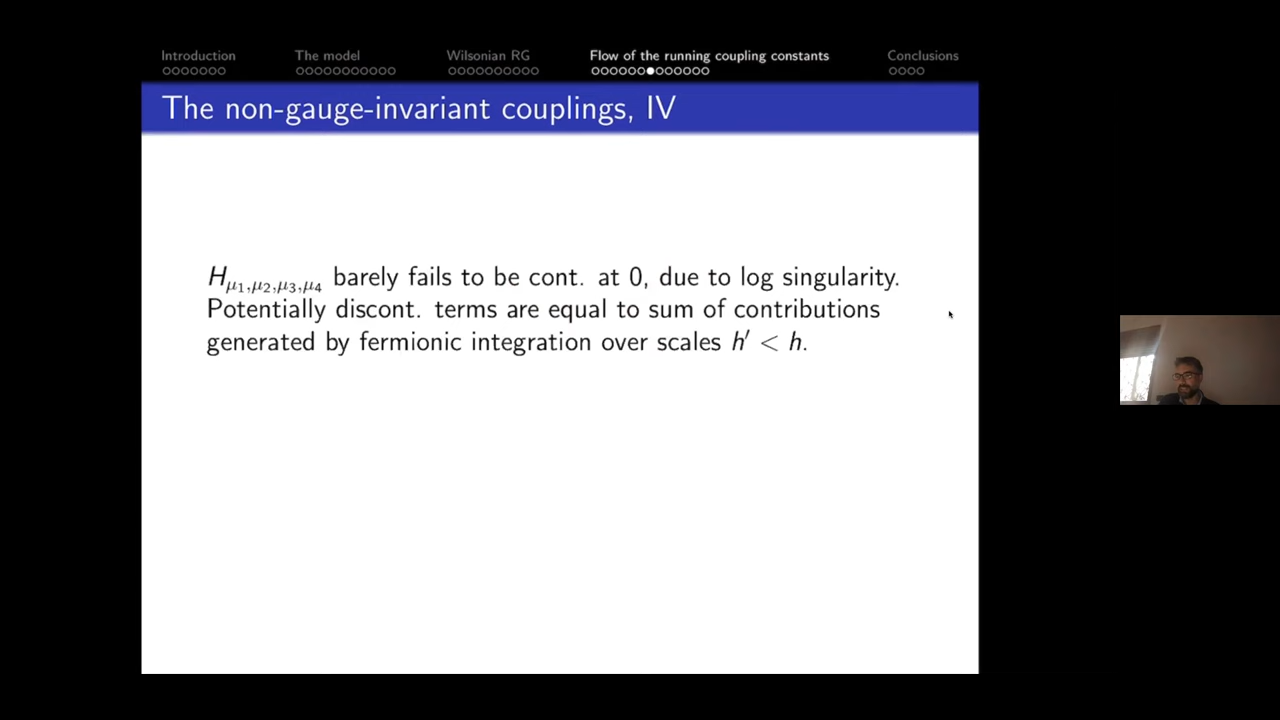 Introduction The model Wilsonian RG Flow of the running coupling constants Conclusions
The non-gauge-invariant couplings, IV
H_{μ₁,μ₂,μ₃,μ₄} barely fails to be cont. at 0, due to log singularity.
Potentially discont. terms are equal to sum of contributions
generated by fermionic integration over scales h′ < h.